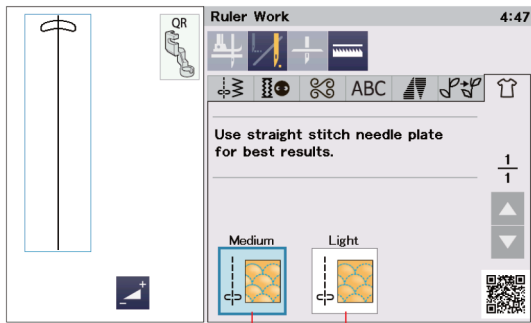 QR
Ruler Work
4:47
ABC
Use straight stitch needle plate
for best results.
1
1
Medium
Light